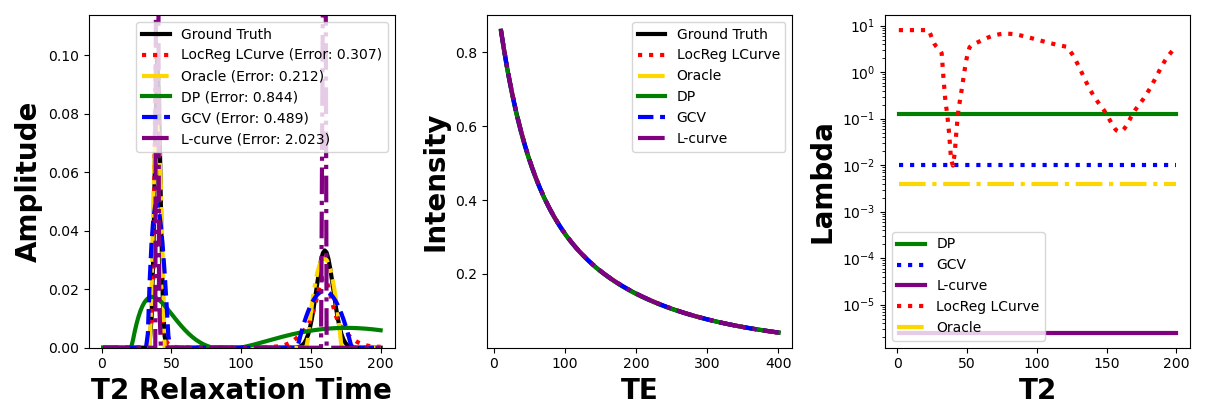 Amplitude
0.10
0.08
0.06
0.04
0.02
0.00
0
50
100
150
200
T2 Relaxation Time
Ground Truth
LocReg LCurve (Error: 0.307)
Oracle (Error: 0.212)
DP (Error: 0.844)
GCV (Error: 0.489)
L-curve (Error: 2.023)
Intensity
0.8
0.6
0.4
0.2
0
100
200
300
400
TE
Ground Truth
LocReg LCurve
Oracle
DP
GCV
L-curve
Lambda
10¹
10⁰
10⁻¹
10⁻²
10⁻³
10⁻⁴
10⁻⁵
0
50
100
150
200
T2
DP
GCV
L-curve
LocReg LCurve
Oracle